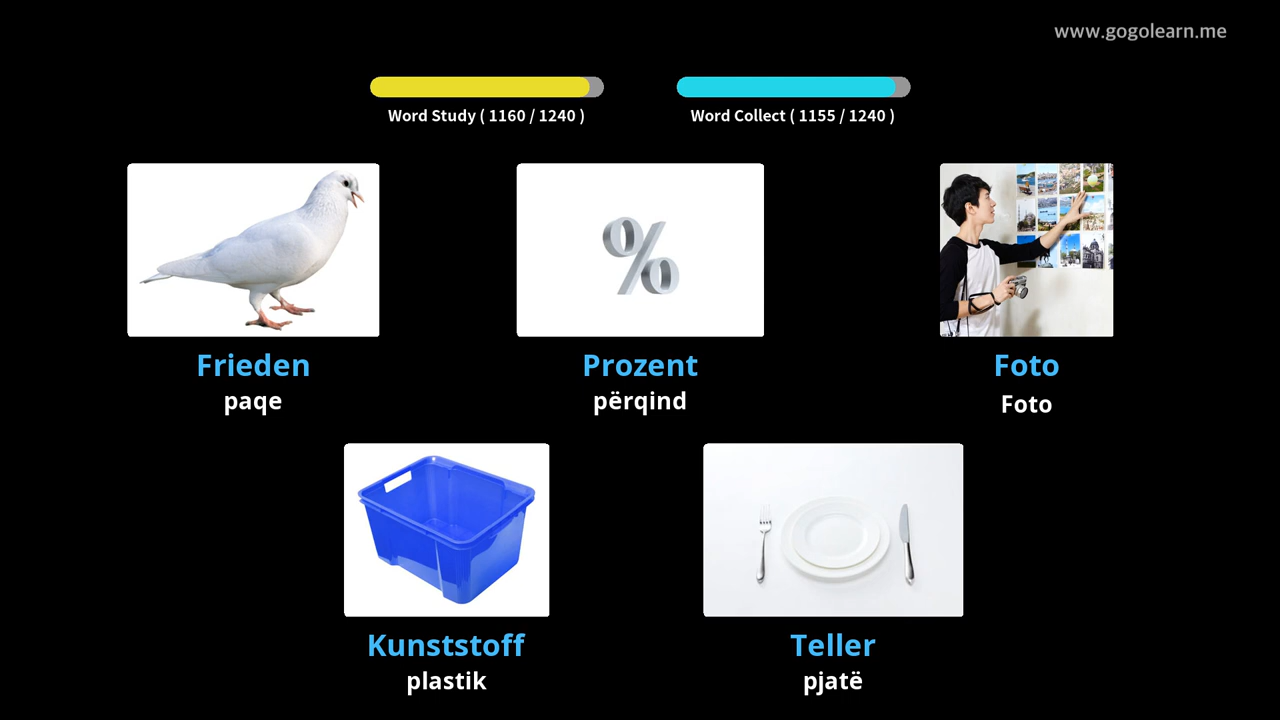 www.gogolearn.me
Word Study ( 1160 / 1240 )
Word Collect ( 1155 / 1240 )
Frieden
paqe
Prozent
përqind
Foto
Foto
Kunststoff
plastik
Teller
pjatë